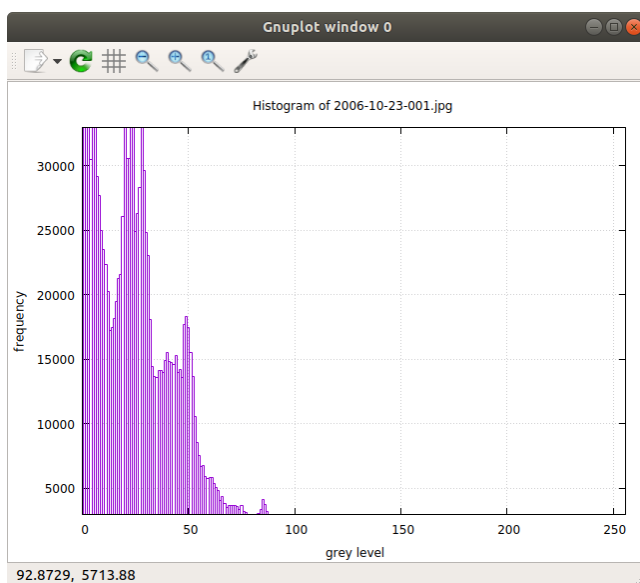 Gnuplot window 0
Histogram of 2006-10-23-001.jpg
30000
25000
20000
15000
10000
5000
frequency
0 50 100 150 200 250
grey level
92.8729, 5713.88